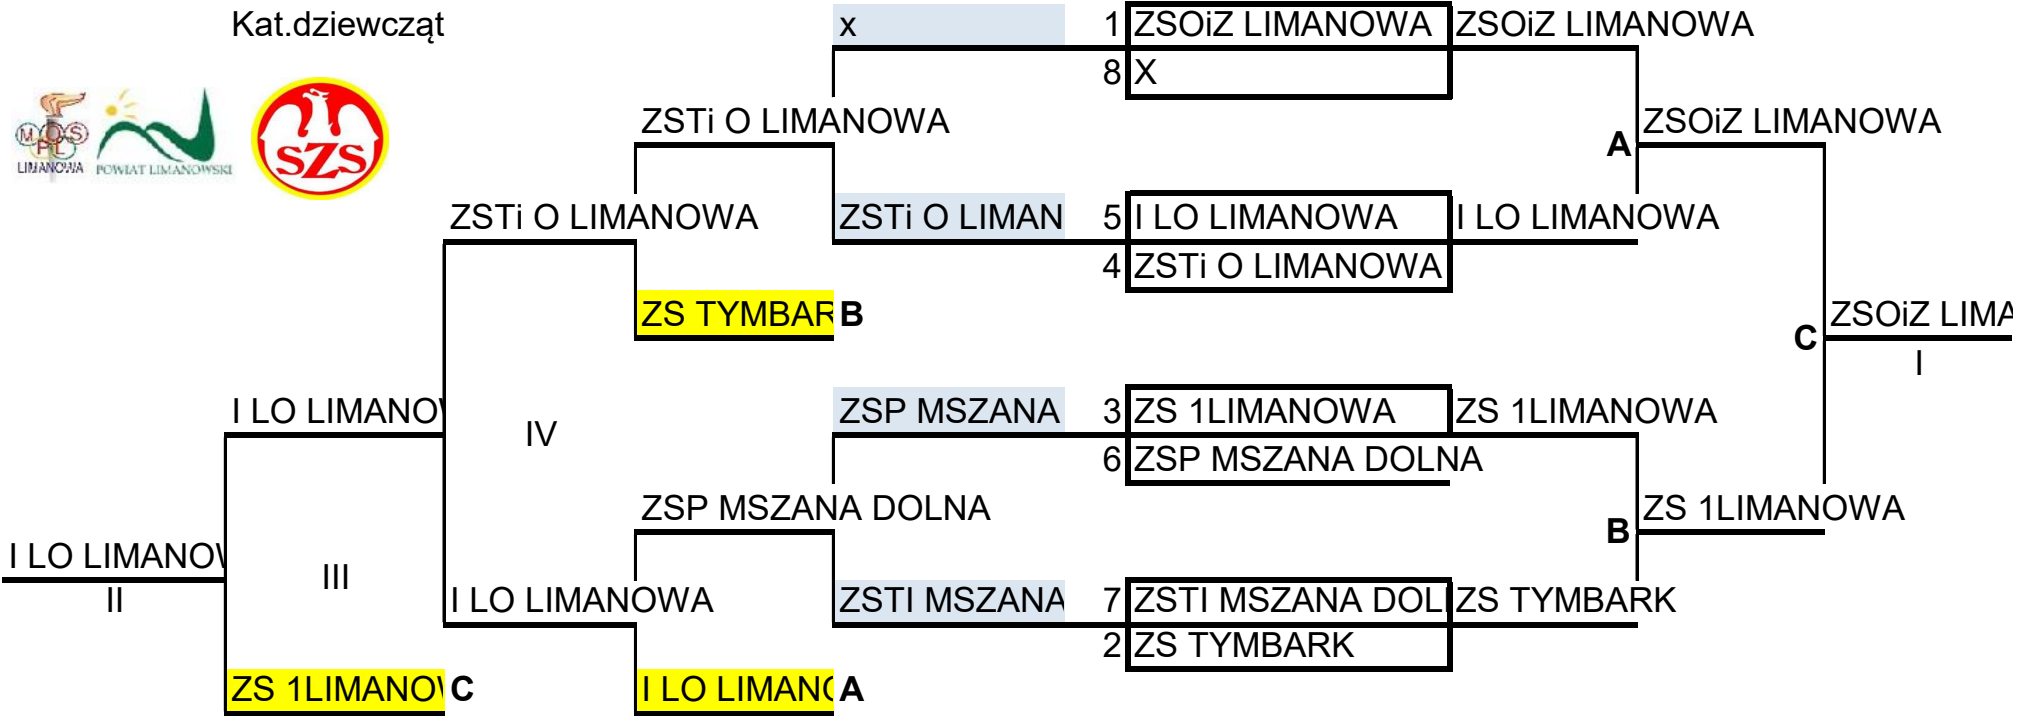 Kat.dziewcząt
x
1 ZSOiZ LIMANOWA
ZSOiZ LIMANOWA
8 X
M O S
P L
LIMANOWA
POWIAT LIMANOWSKI
SZS
ZSTi O LIMANOWA
A
ZSOiZ LIMANOWA
ZSTi O LIMANOWA
ZSTi O LIMAN
5 I LO LIMANOWA
I LO LIMANOWA
4 ZSTi O LIMANOWA
ZS TYMBAR
B
C
ZSOiZ LIMA
I
I LO LIMANO
IV
ZSP MSZANA
3 ZS 1LIMANOWA
ZS 1LIMANOWA
6 ZSP MSZANA DOLNA
ZSP MSZANA DOLNA
B
ZS 1LIMANOWA
I LO LIMANOW
II
III
I LO LIMANOWA
ZSTI MSZANA
7 ZSTI MSZANA DOL
ZS TYMBARK
2 ZS TYMBARK
ZS 1LIMANOW
C
I LO LIMANO
A